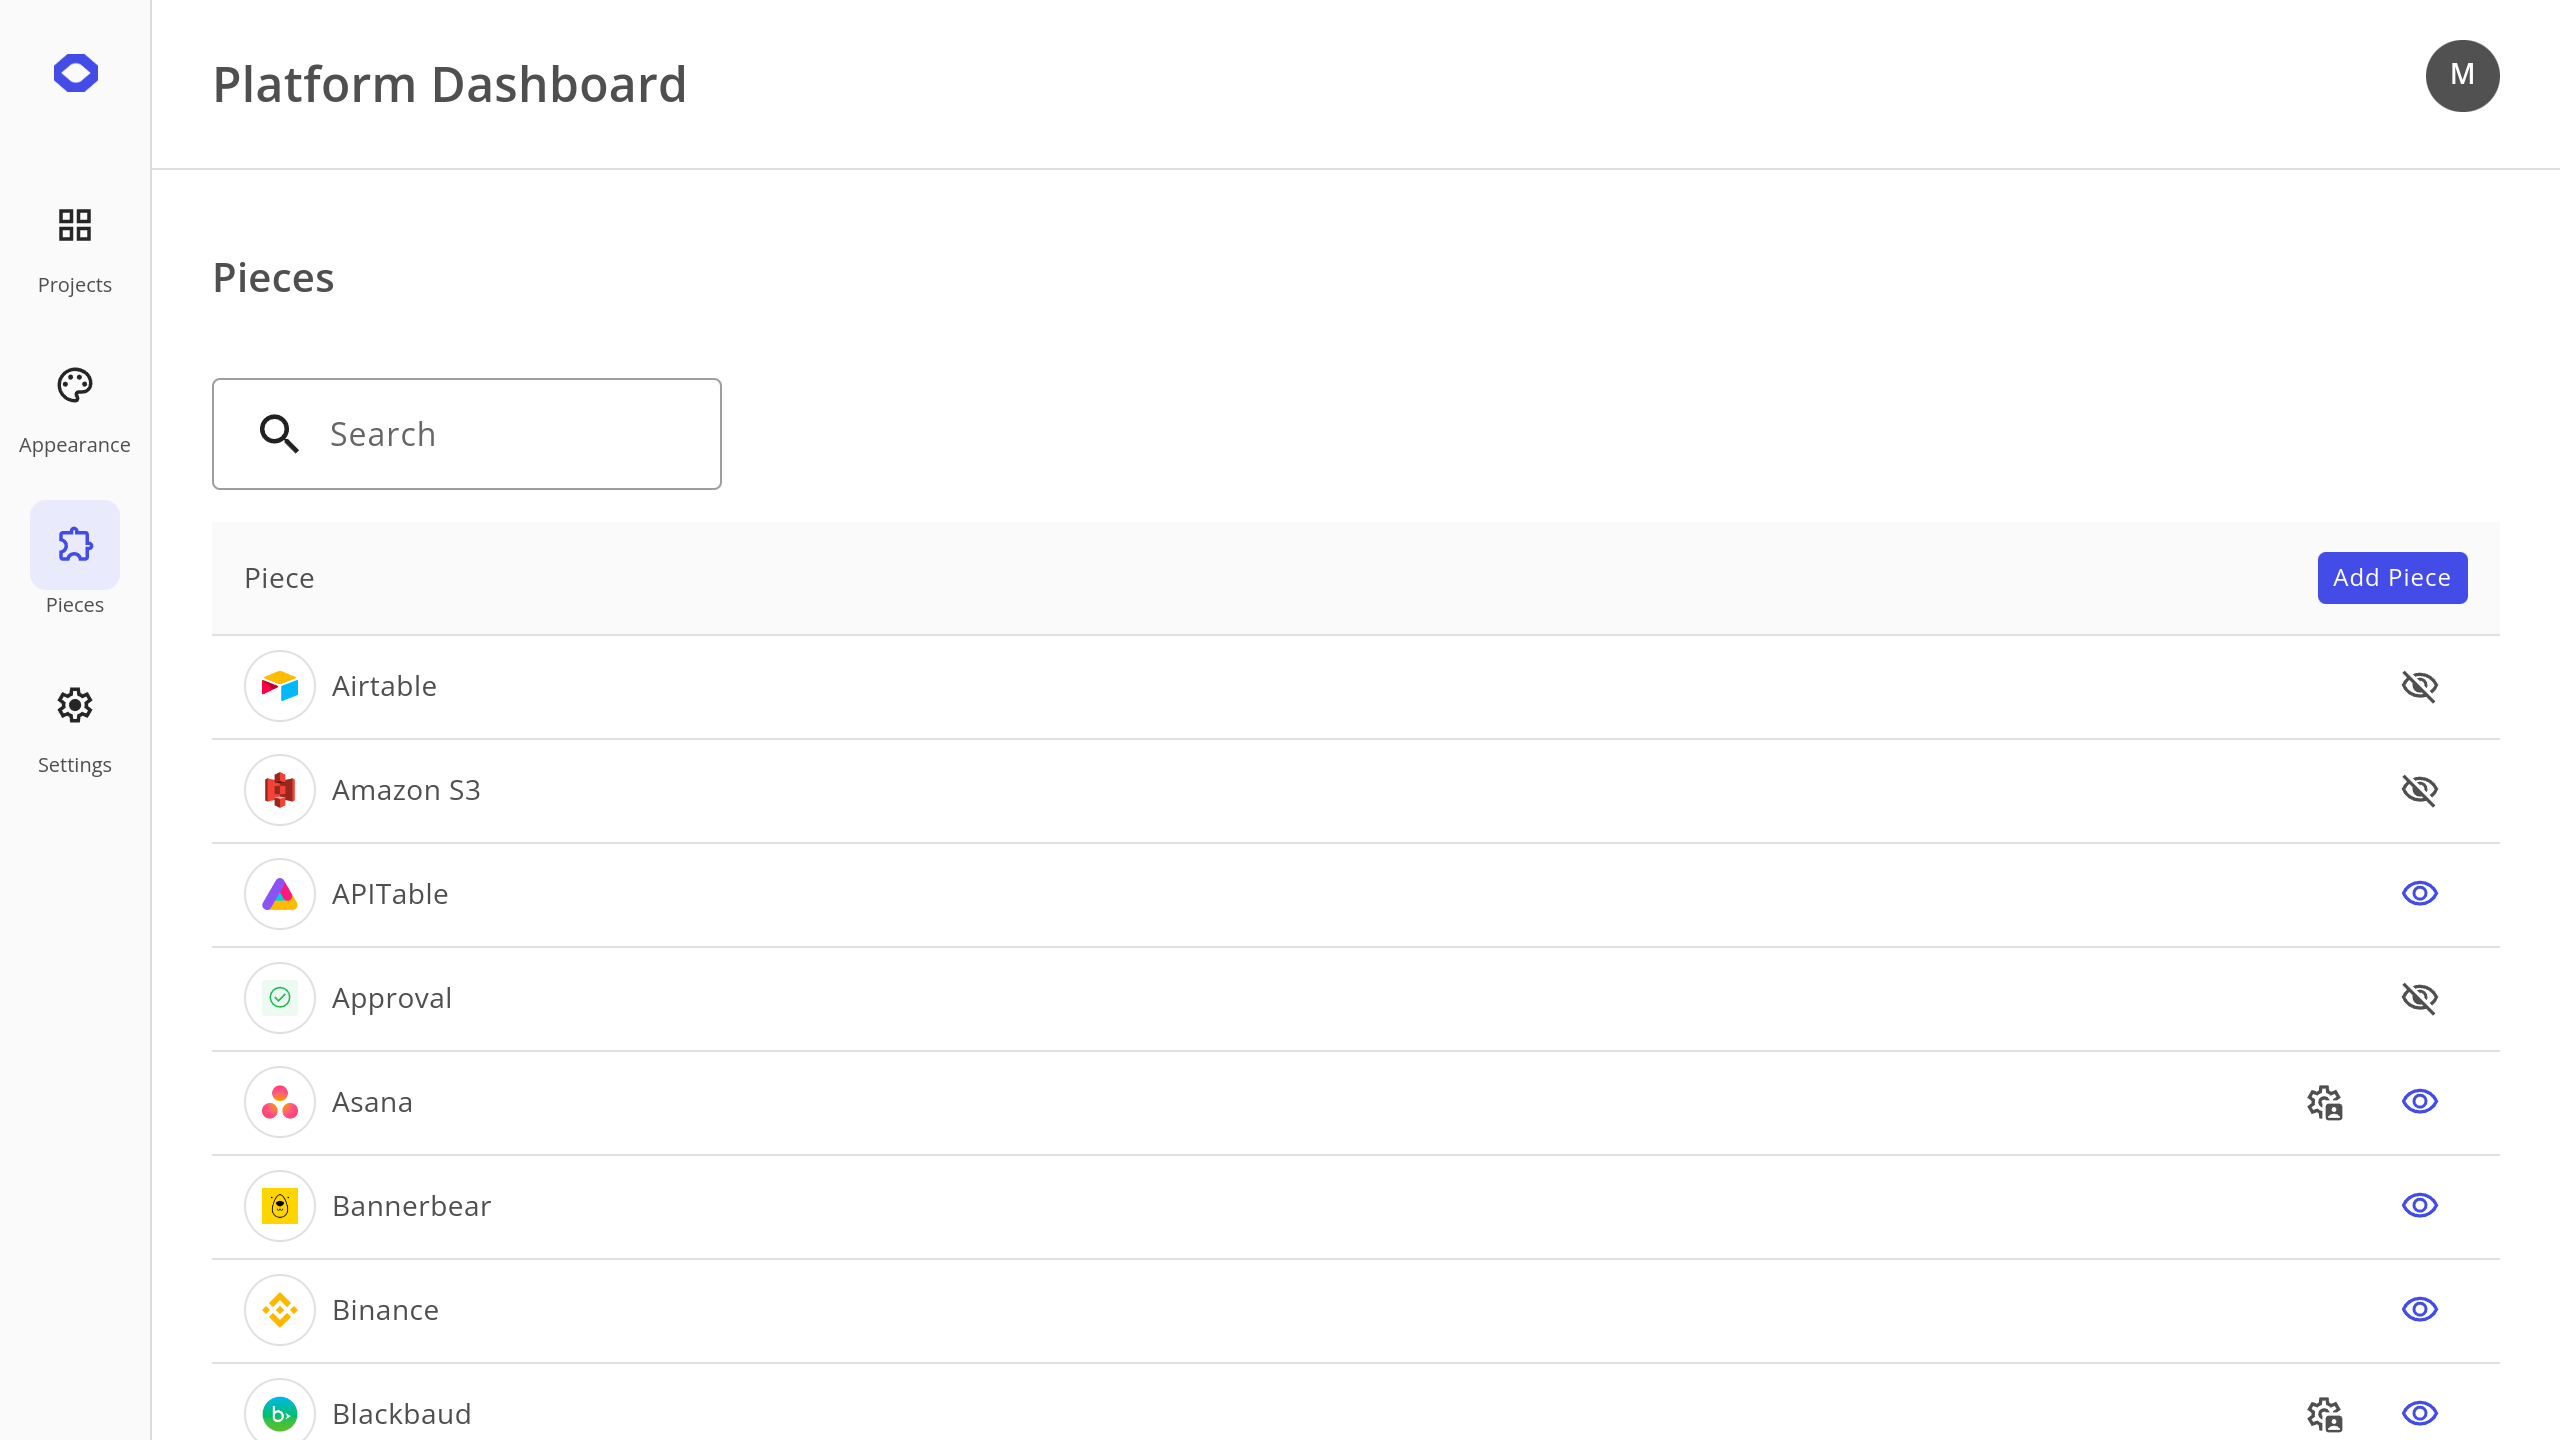 Platform Dashboard
M
Projects
Appearance
Pieces
Settings
Pieces
Search
Piece
Add Piece
Airtable
Amazon S3
APITable
Approval
Asana
Bannerbear
Binance
b
Blackbaud